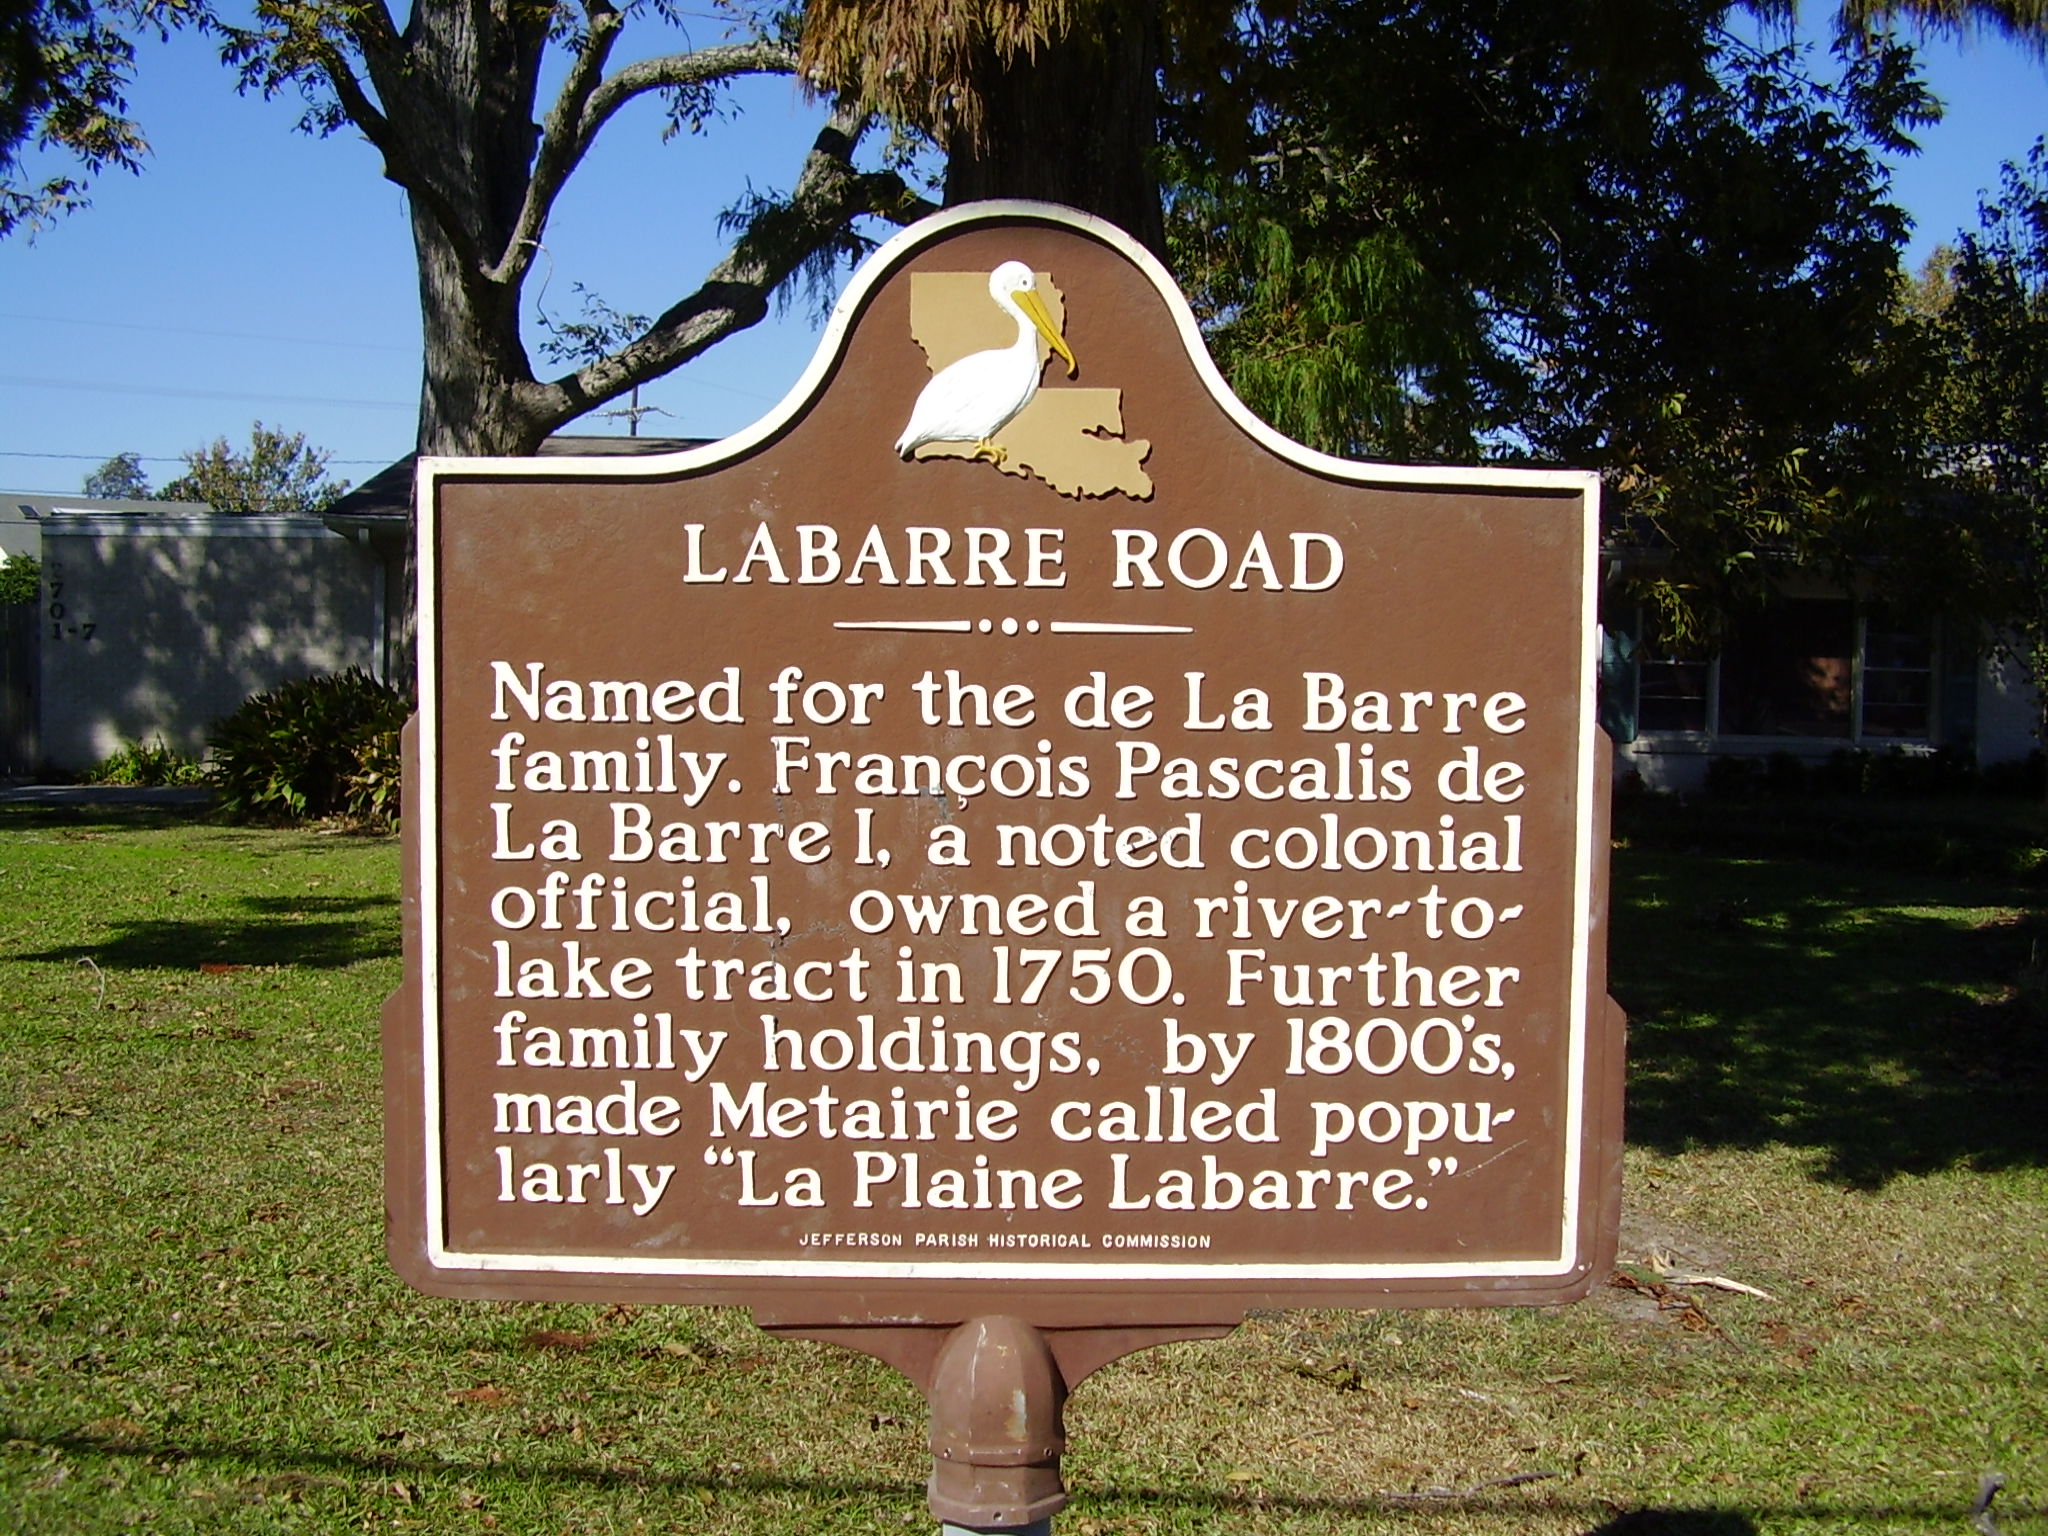 LABARRE ROAD
Named for the de La Barre
family. François Pascalis de
La Barre I, a noted colonial
official, owned a river-to-
lake tract in 1750. Further
family holdings, by 1800's,
made Metairie called popu-
larly “La Plaine Labarre.”
JEFFERSON PARISH HISTORICAL COMMISSION